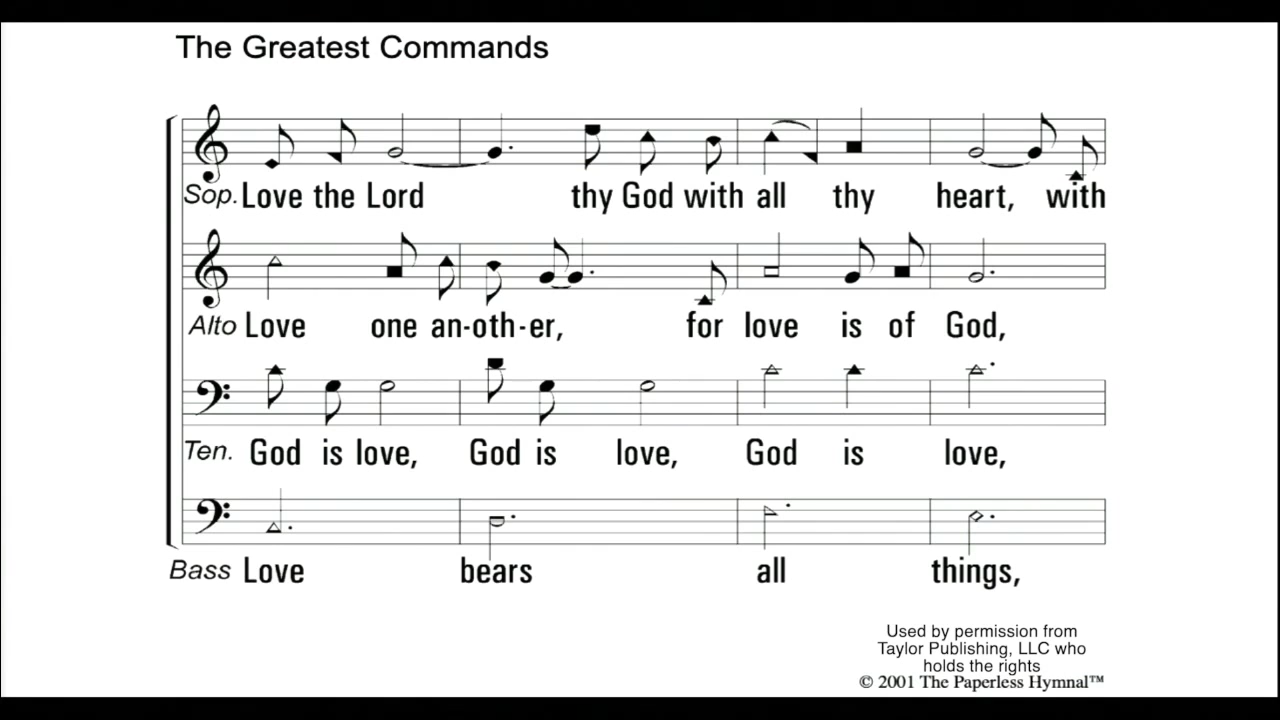 The Greatest Commands
Sop. Love the Lord thy God with all thy heart, with
Alto Love one an-oth-er, for love is of God,
Ten. God is love, God is love, God is love,
Bass Love bears all things,
Used by permission from
Taylor Publishing, LLC who
holds the rights
© 2001 The Paperless Hymnal™